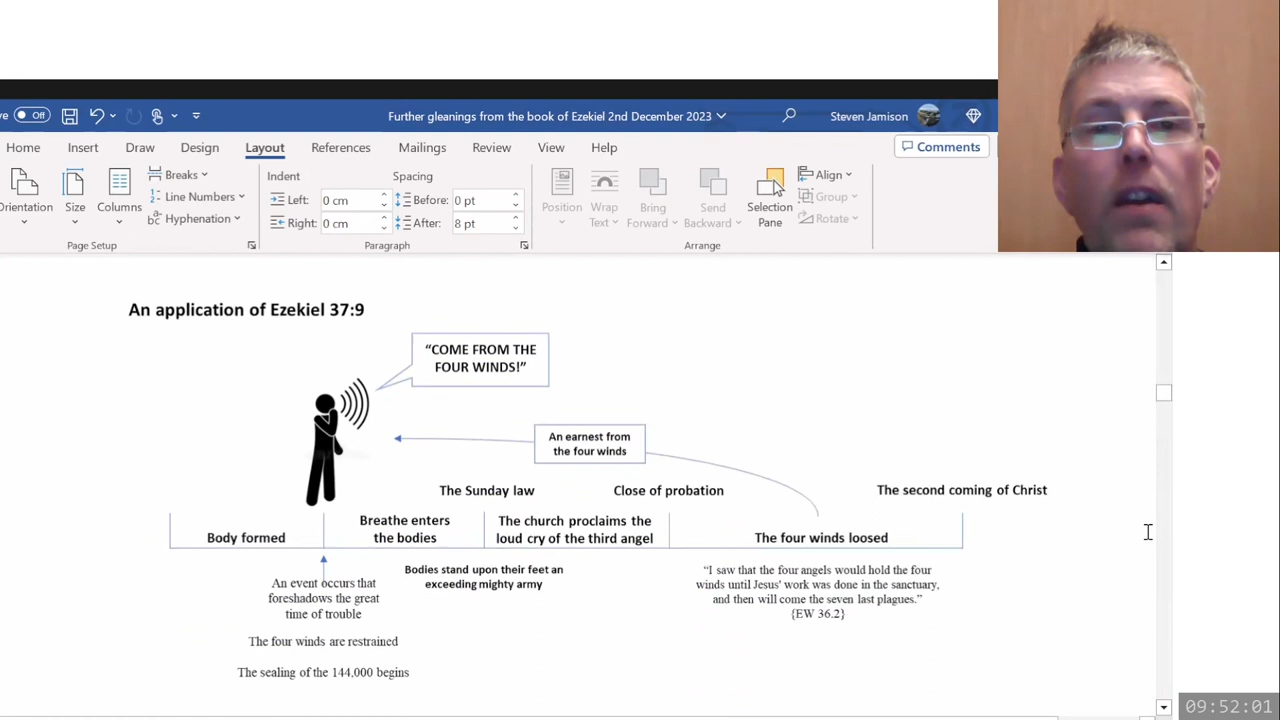 ve Off
Further gleanings from the book of Ezekiel 2nd December 2023
Steven Jamison
Home Insert Draw Design Layout References Mailings Review View Help
Comments
Orientation
Size
Columns
Breaks
Line Numbers
Hyphenation
Page Setup
Indent
Left: 0 cm
Right: 0 cm
Spacing
Before: 0 pt
After: 8 pt
Paragraph
Position
Wrap
Text
Bring
Forward
Send
Backward
Selection
Pane
Align
Group
Rotate
Arrange
An application of Ezekiel 37:9
“COME FROM THE
FOUR WINDS!”
An earnest from
the four winds
The Sunday law
Close of probation
The second coming of Christ
Body formed
Breathe enters
the bodies
The church proclaims the
loud cry of the third angel
The four winds loosed
An event occurs that
foreshadows the great
time of trouble
The four winds are restrained
The sealing of the 144,000 begins
Bodies stand upon their feet an
exceeding mighty army
“I saw that the four angels would hold the four
winds until Jesus' work was done in the sanctuary,
and then will come the seven last plagues.”
{EW 36.2}
09:52:01